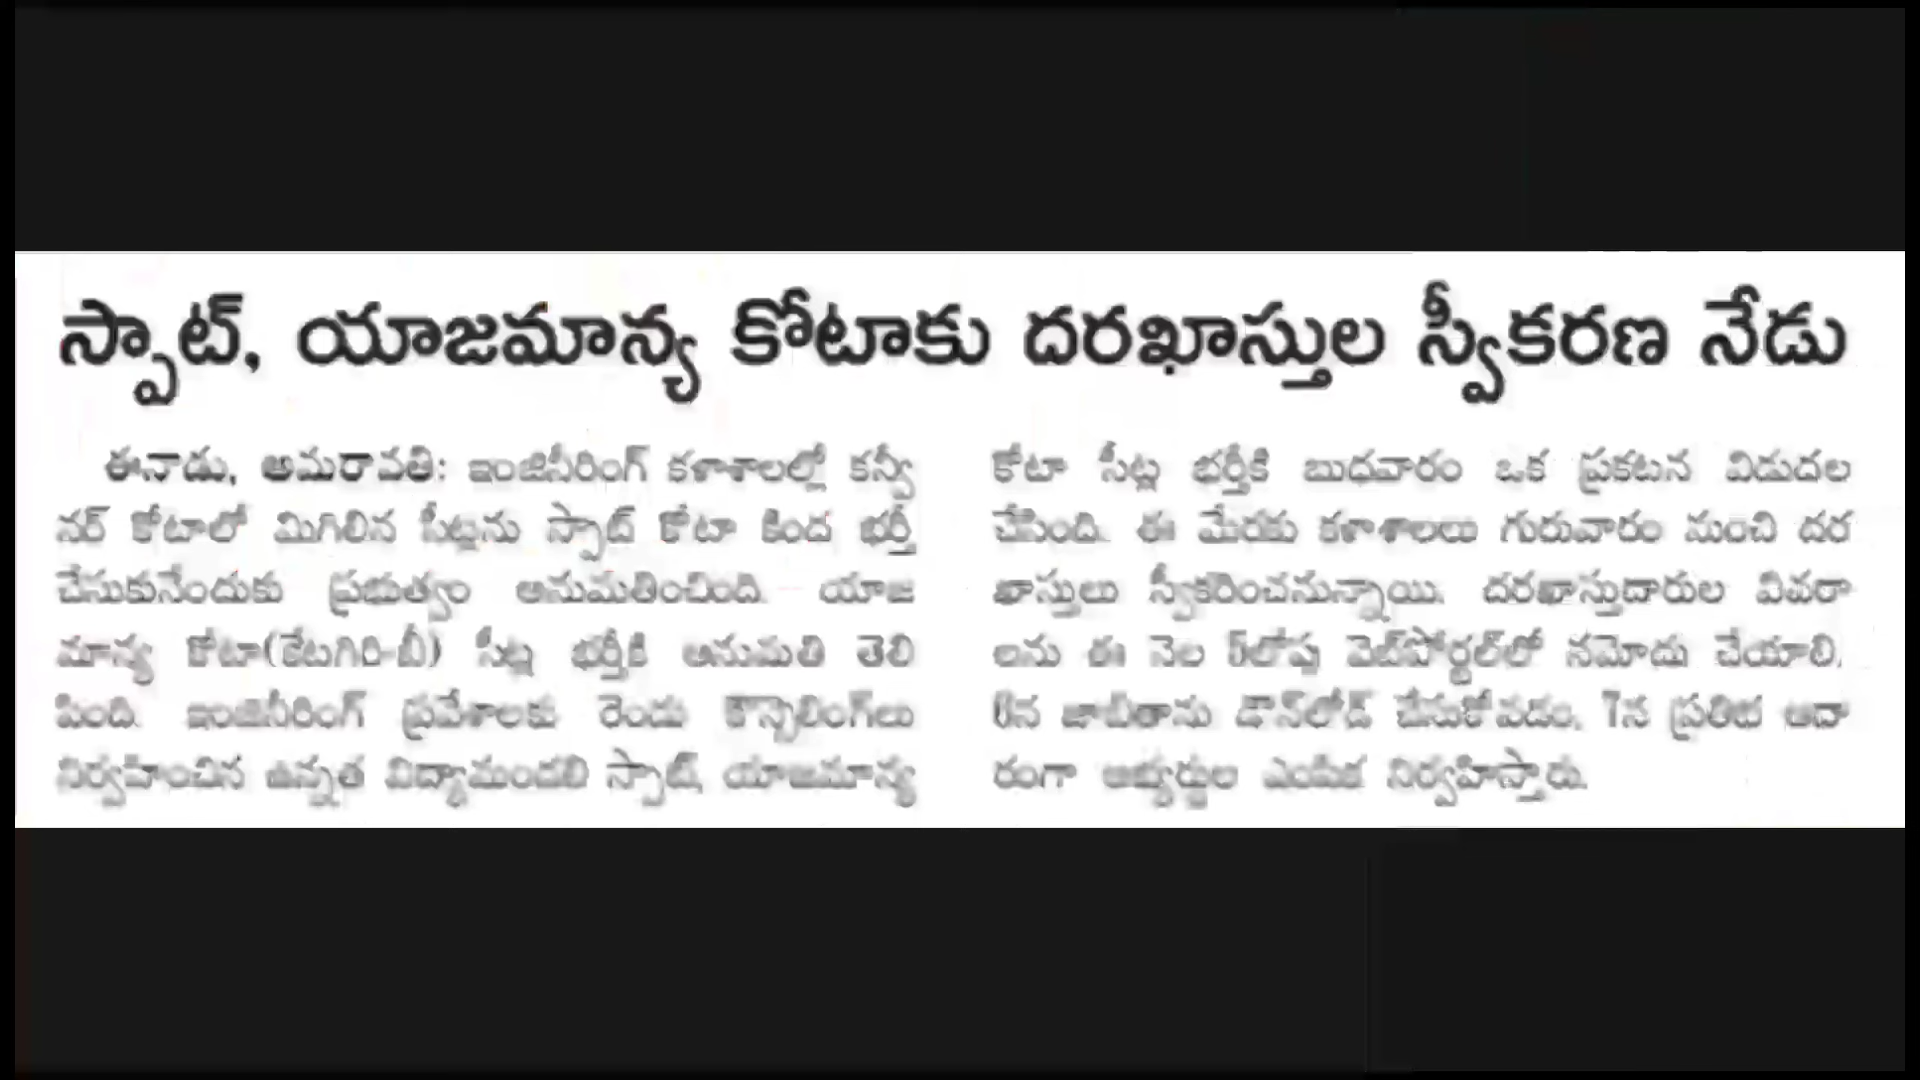 స్పాట్, యాజమాన్య కోటాకు దరఖాస్తుల స్వీకరణ నేడు
ఈనాడు, అమరావతి: ఇంజినీరింగ్ కళాశాలల్లో కన్వీ
నర్ కోటాలో మిగిలిన సీట్లను స్పాట్ కోటా కింద భర్తీ
చేసుకునేందుకు ప్రభుత్వం అనుమతించింది. యాజ
మాన్య కోటా(కేటగిరి-బీ) సీట్ల భర్తీకి అనుమతి తెలి
పింది. ఇంజినీరింగ్ ప్రవేశాలకు రెండు కౌన్సెలింగ్‌లు
నిర్వహించిన ఉన్నత విద్యామండలి స్పాట్, యాజమాన్య
కోటా సీట్ల భర్తీకి బుధవారం ఒక ప్రకటన విడుదల
చేసింది. ఈ మేరకు కళాశాలలు గురువారం నుంచి దర
ఖాస్తులు స్వీకరించనున్నాయి. దరఖాస్తుదారుల వివరా
లను ఈ నెల 5లోపు వెబ్‌పోర్టల్‌లో నమోదు చేయాలి.
6న జాబితాను డౌన్‌లోడ్ చేసుకోవడం, 7న ప్రతిభ ఆధా
రంగా అభ్యర్థుల ఎంపిక నిర్వహిస్తారు.